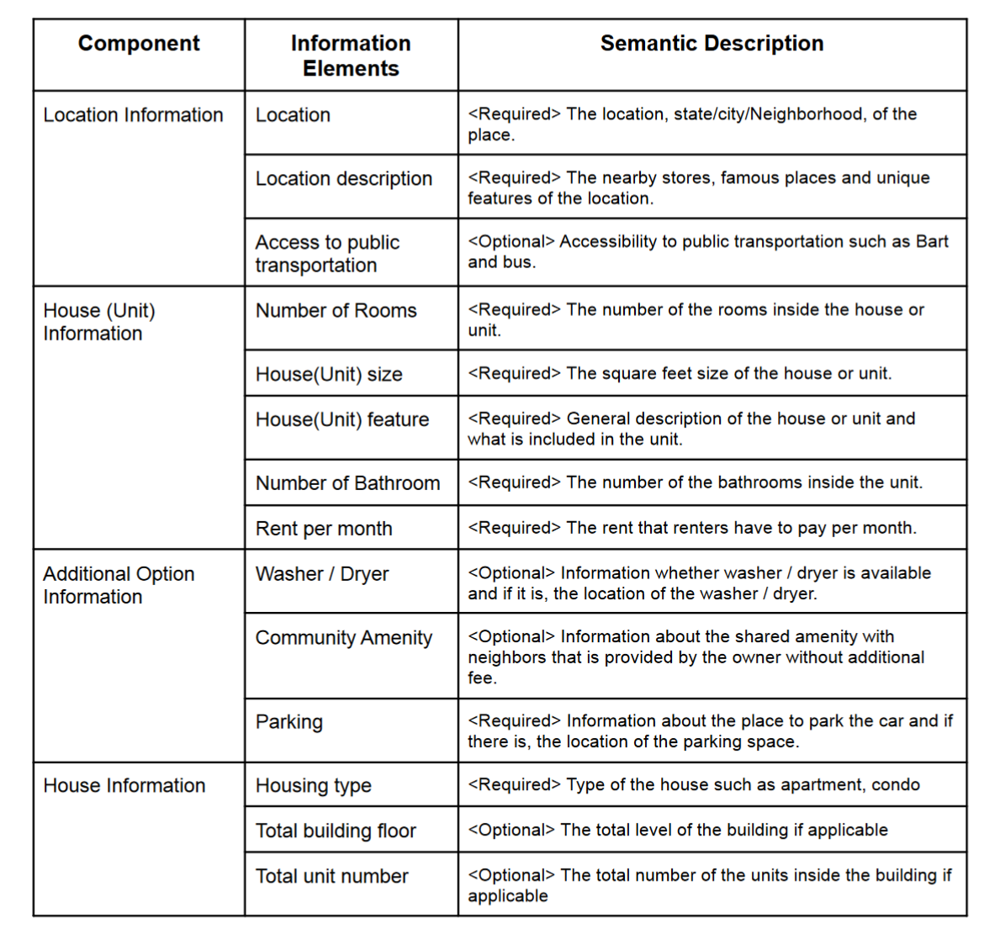 Component
Information
Elements
Semantic Description
Location Information
Location
<Required> The location, state/city/Neighborhood, of the
place.
Location description
<Required> The nearby stores, famous places and unique
features of the location.
Access to public
transportation
<Optional> Accessibility to public transportation such as Bart
and bus.
House (Unit)
Information
Number of Rooms
<Required> The number of the rooms inside the house or
unit.
House(Unit) size
<Required> The square feet size of the house or unit.
House(Unit) feature
<Required> General description of the house or unit and
what is included in the unit.
Number of Bathroom
<Required> The number of the bathrooms inside the unit.
Rent per month
<Required> The rent that renters have to pay per month.
Additional Option
Information
Washer / Dryer
<Optional> Information whether washer / dryer is available
and if it is, the location of the washer / dryer.
Community Amenity
<Optional> Information about the shared amenity with
neighbors that is provided by the owner without additional
fee.
Parking
<Required> Information about the place to park the car and if
there is, the location of the parking space.
House Information
Housing type
<Required> Type of the house such as apartment, condo
Total building floor
<Optional> The total level of the building if applicable
Total unit number
<Optional> The total number of the units inside the building if
applicable